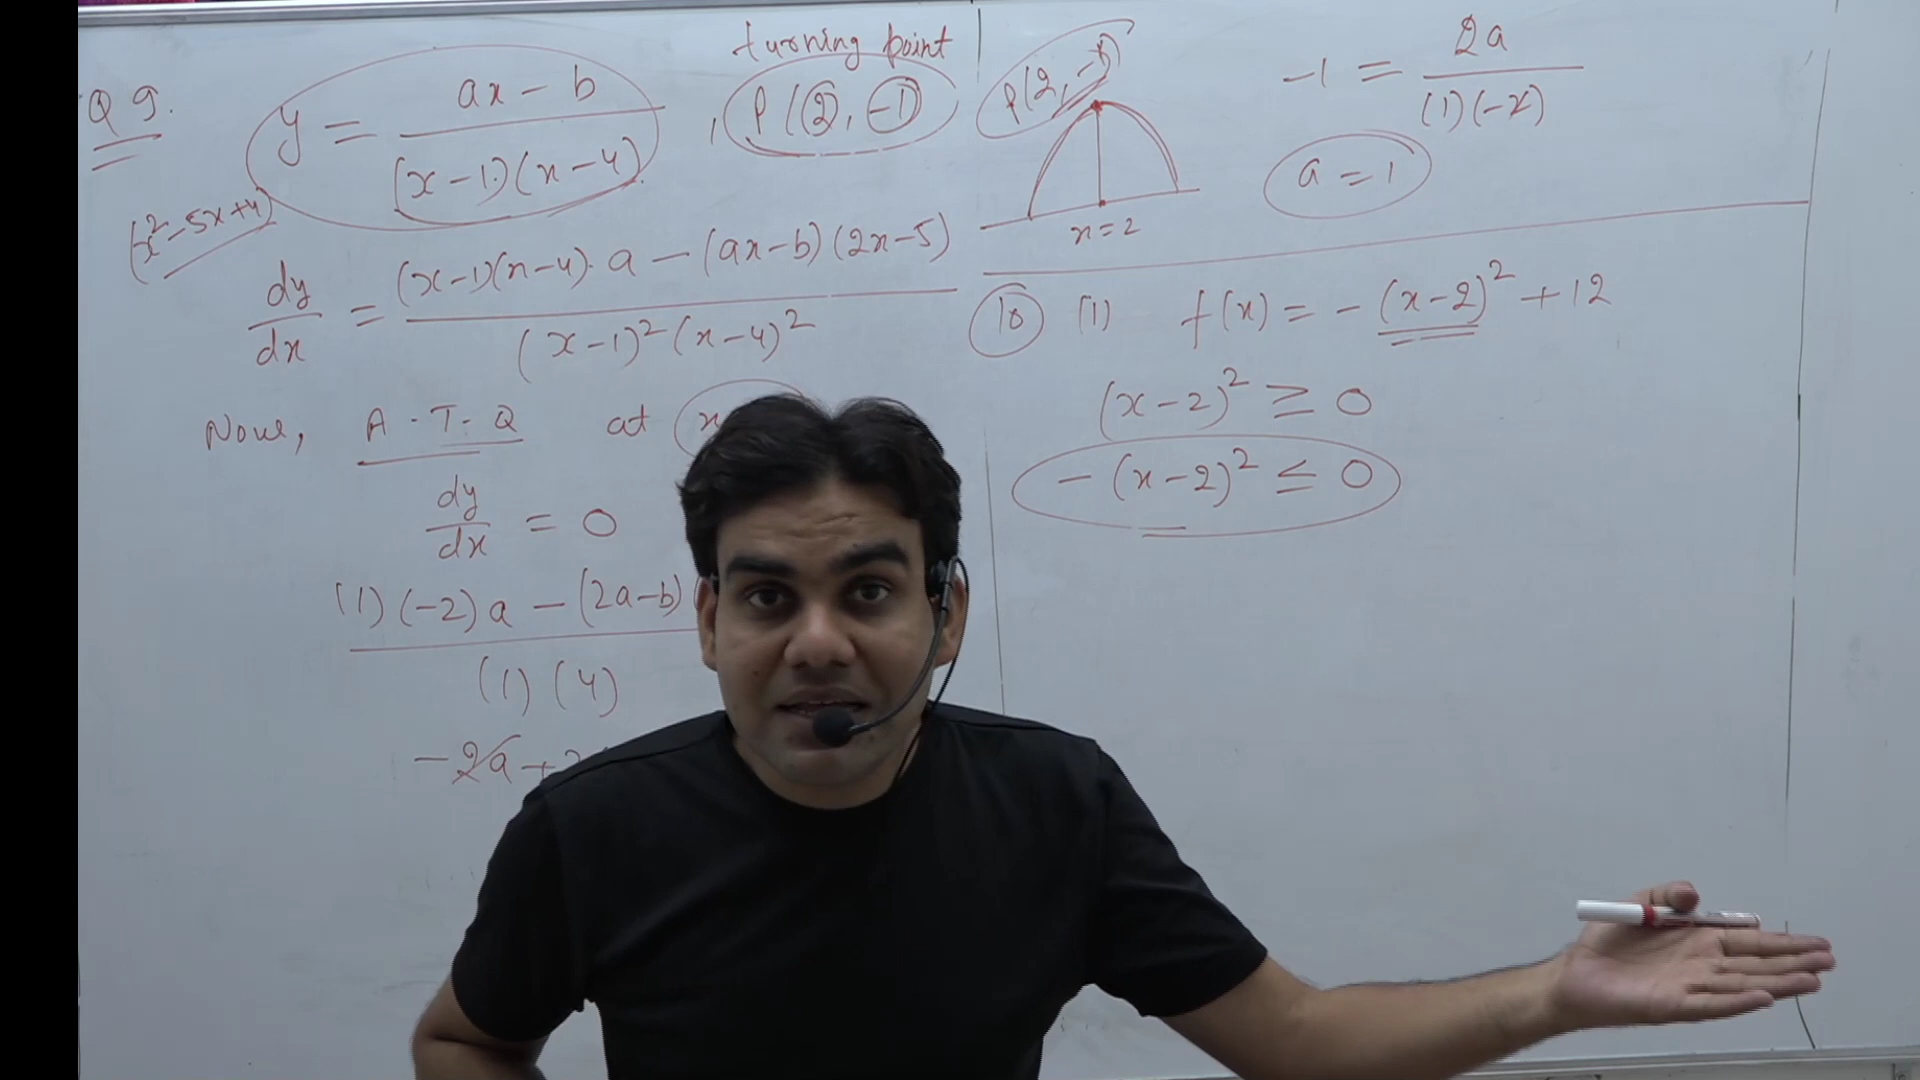 Q 9. y = ax - b / (x-1)(x-4) , P(2, -1)
turning point
(x²-5x+4)
dy/dx = (x-1)(x-4). a - (ax-b)(2x-5) / (x-1)² (x-4)²
Now, A.T.Q at
dy/dx = 0
(1)(-2)a - (2a-b)
(1) (4)
-2a +
P(2, -1)
x=2
-1 = 2a / (1)(-2)
a = 1
10 (1) f(x) = -(x-2)² + 12
(x-2)² ≥ 0
-(x-2)² ≤ 0